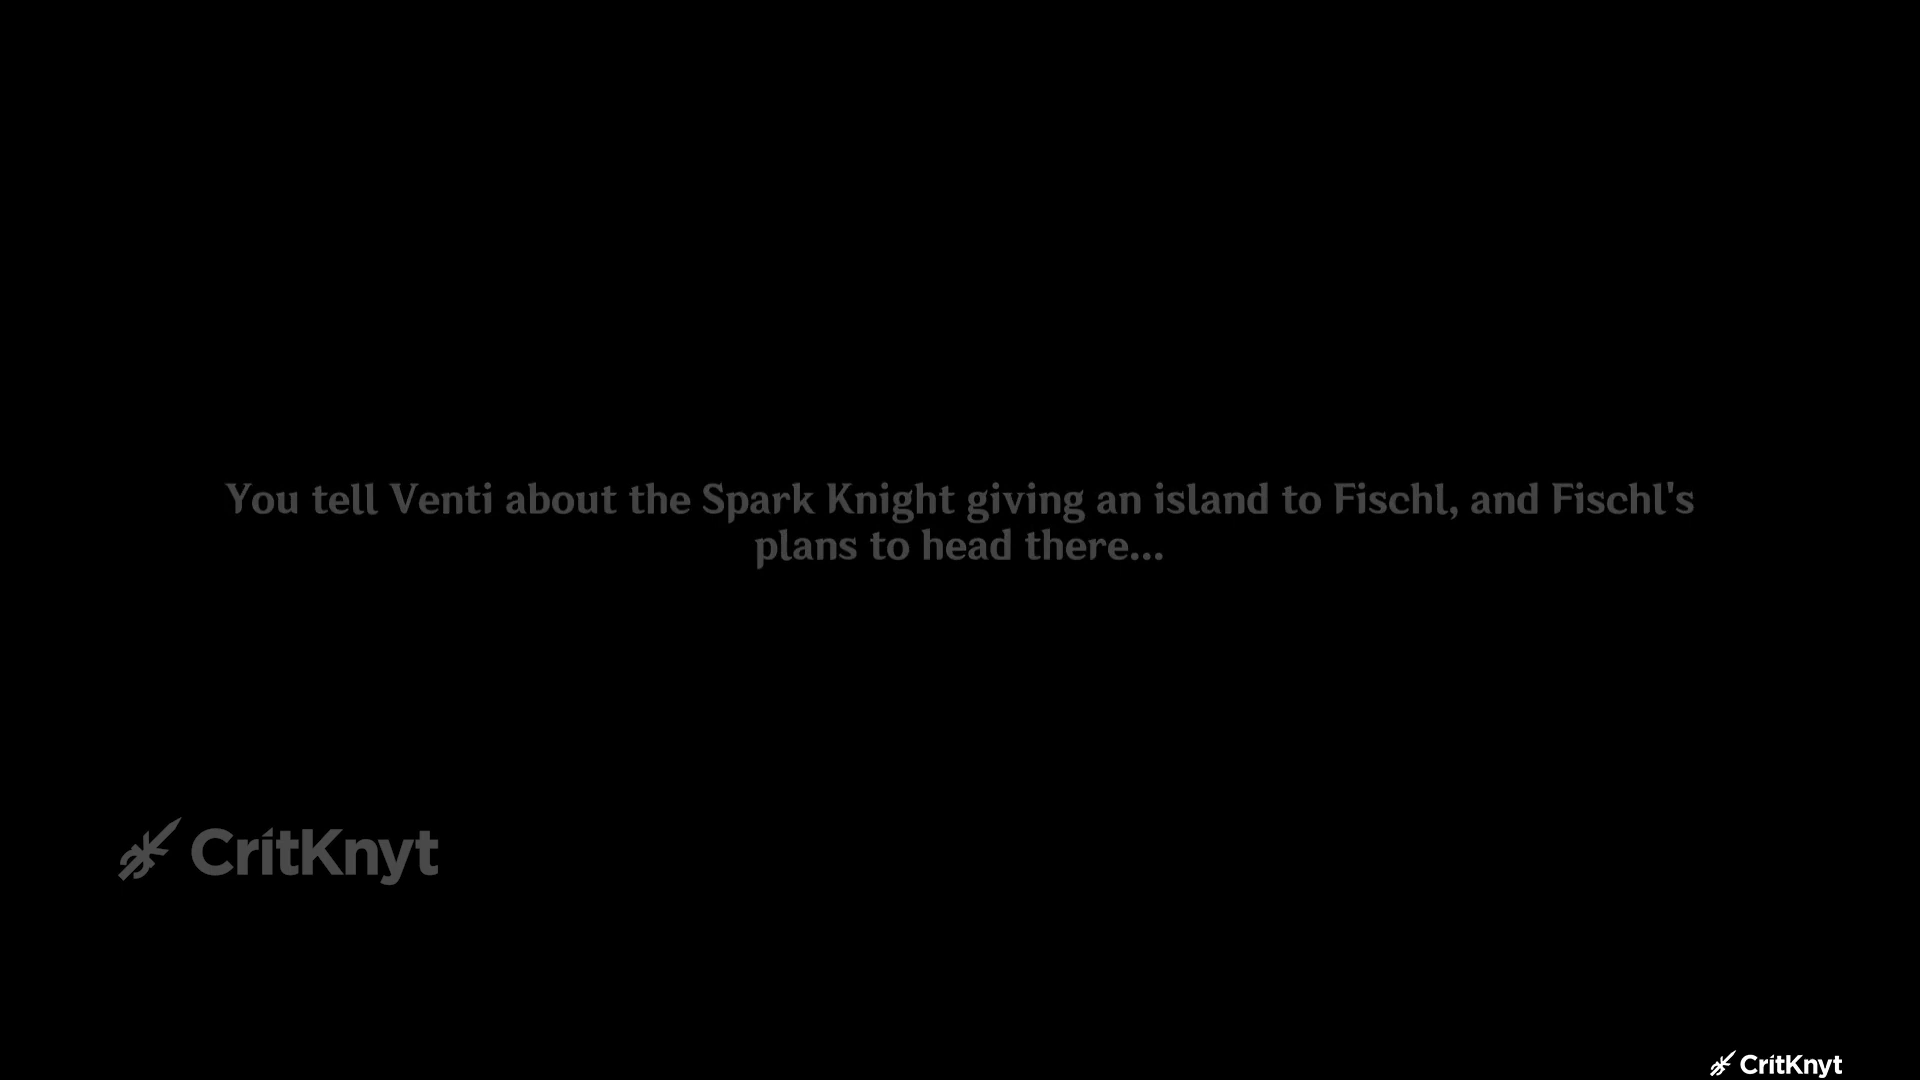 You tell Venti about the Spark Knight giving an island to Fischl, and Fischl's
plans to head there...
CritKnyt
CritKnyt